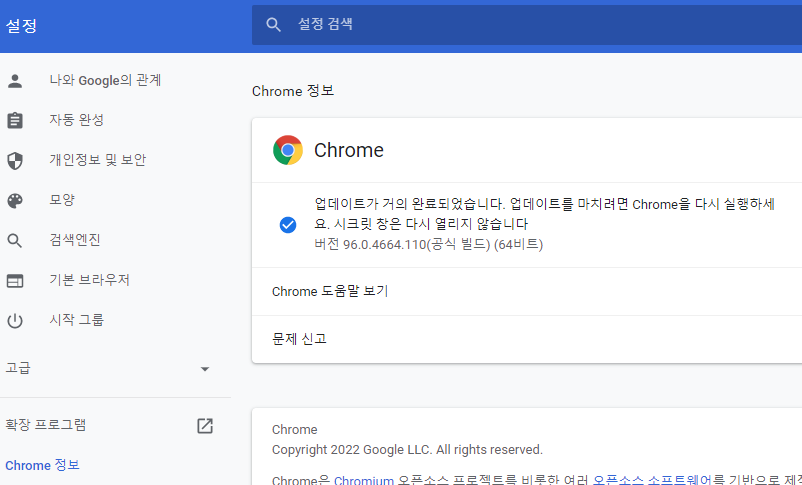 설정
설정 검색
나와 Google의 관계
자동 완성
개인정보 및 보안
모양
검색엔진
기본 브라우저
시작 그룹
고급
확장 프로그램
Chrome 정보
Chrome 정보
Chrome
업데이트가 거의 완료되었습니다. 업데이트를 마치려면 Chrome을 다시 실행하세
요. 시크릿 창은 다시 열리지 않습니다
버전 96.0.4664.110(공식 빌드) (64비트)
Chrome 도움말 보기
문제 신고
Chrome
Copyright 2022 Google LLC. All rights reserved.
Chrome은 Chromium 오픈소스 프로젝트를 비롯한 여러 오픈소스 소프트웨어를 기반으로